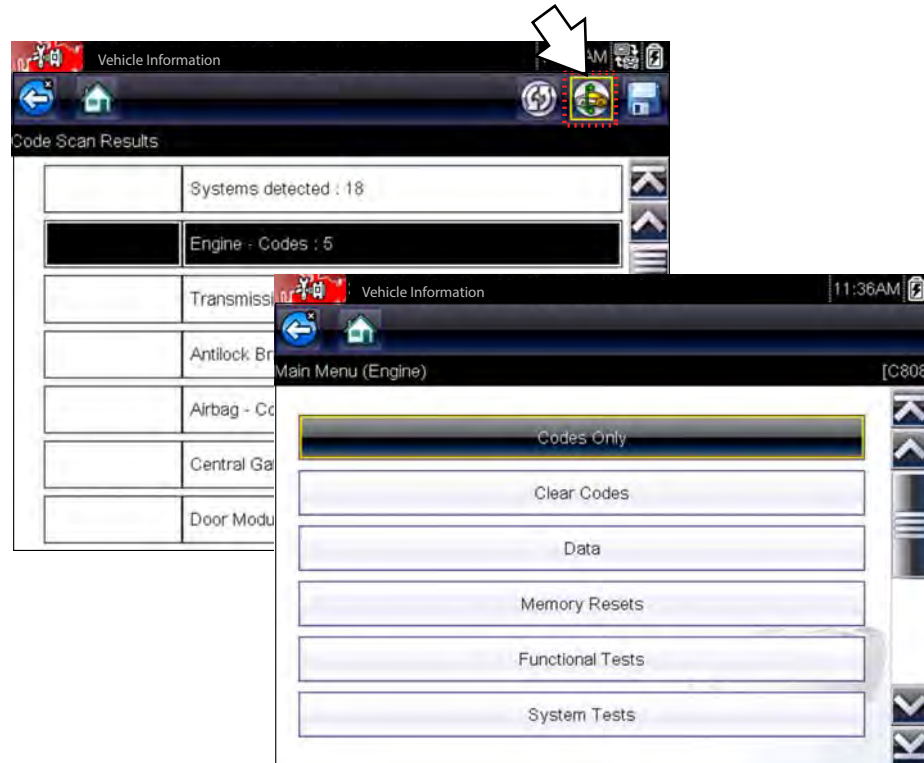 Vehicle Information
AM
Code Scan Results
Systems detected : 18
Engine - Codes : 5
Transmissi
Antilock Br
Airbag - Co
Central Ga
Door Modu
Vehicle Information
11:36AM
Main Menu (Engine)
[C808
Codes Only
Clear Codes
Data
Memory Resets
Functional Tests
System Tests